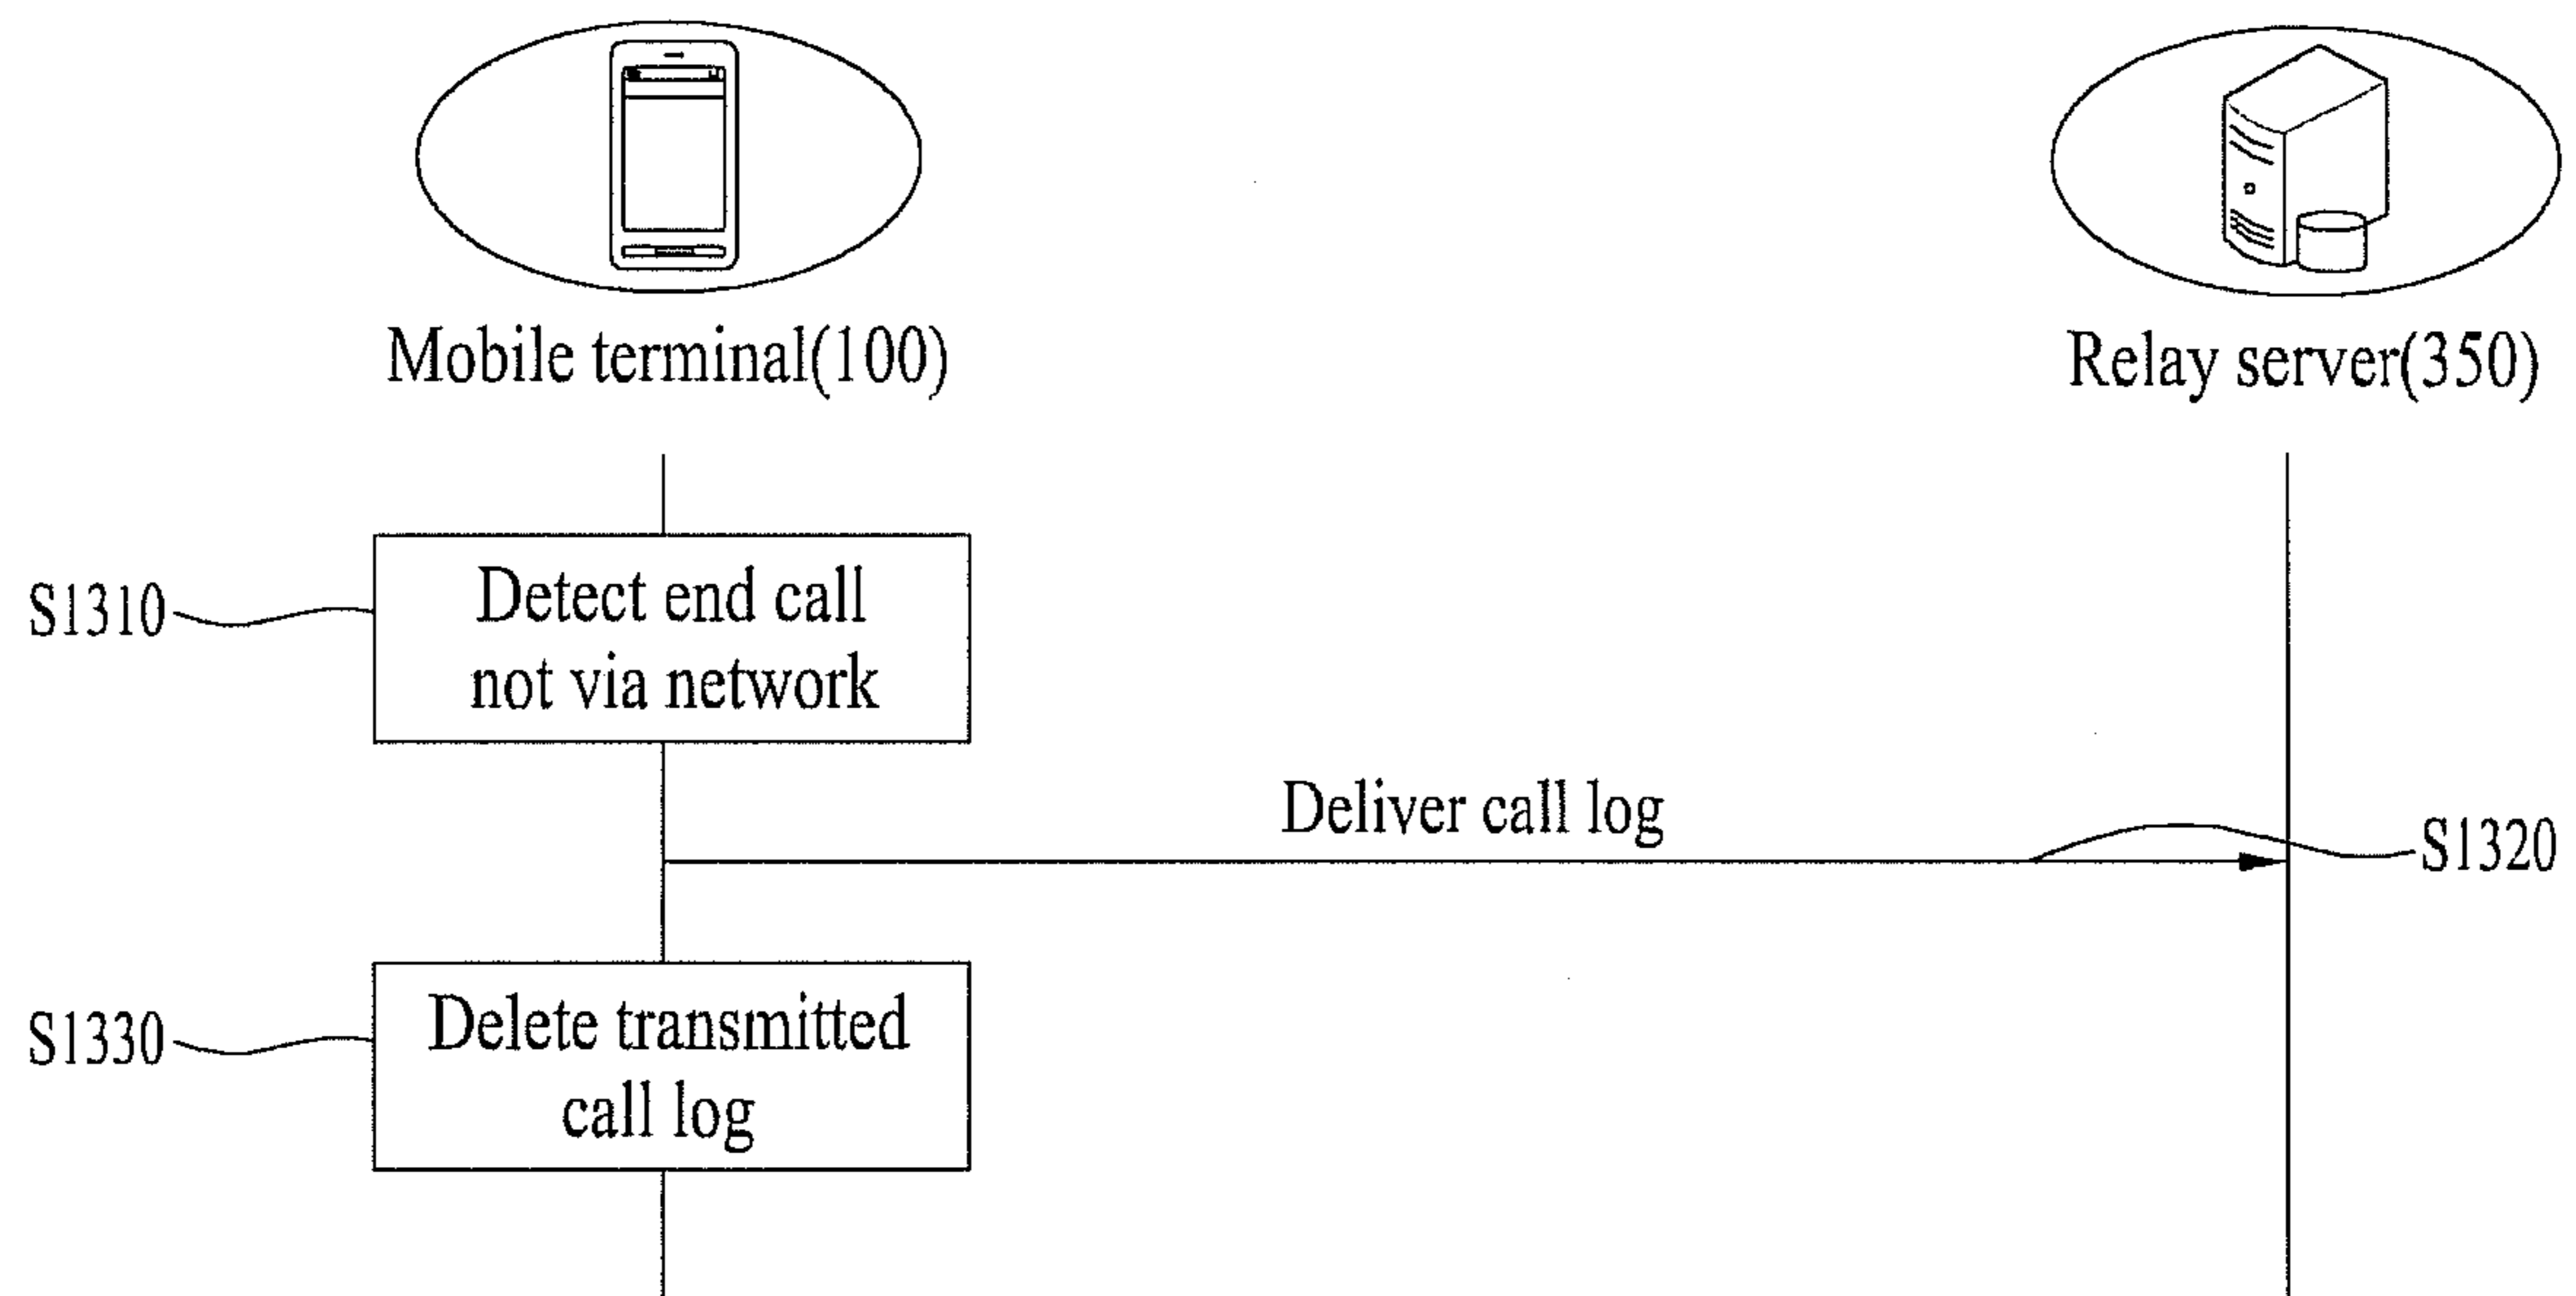 Mobile terminal(100)
Relay server(350)
S1310
Detect end call
not via network
Deliver call log
S1320
S1330
Delete transmitted
call log